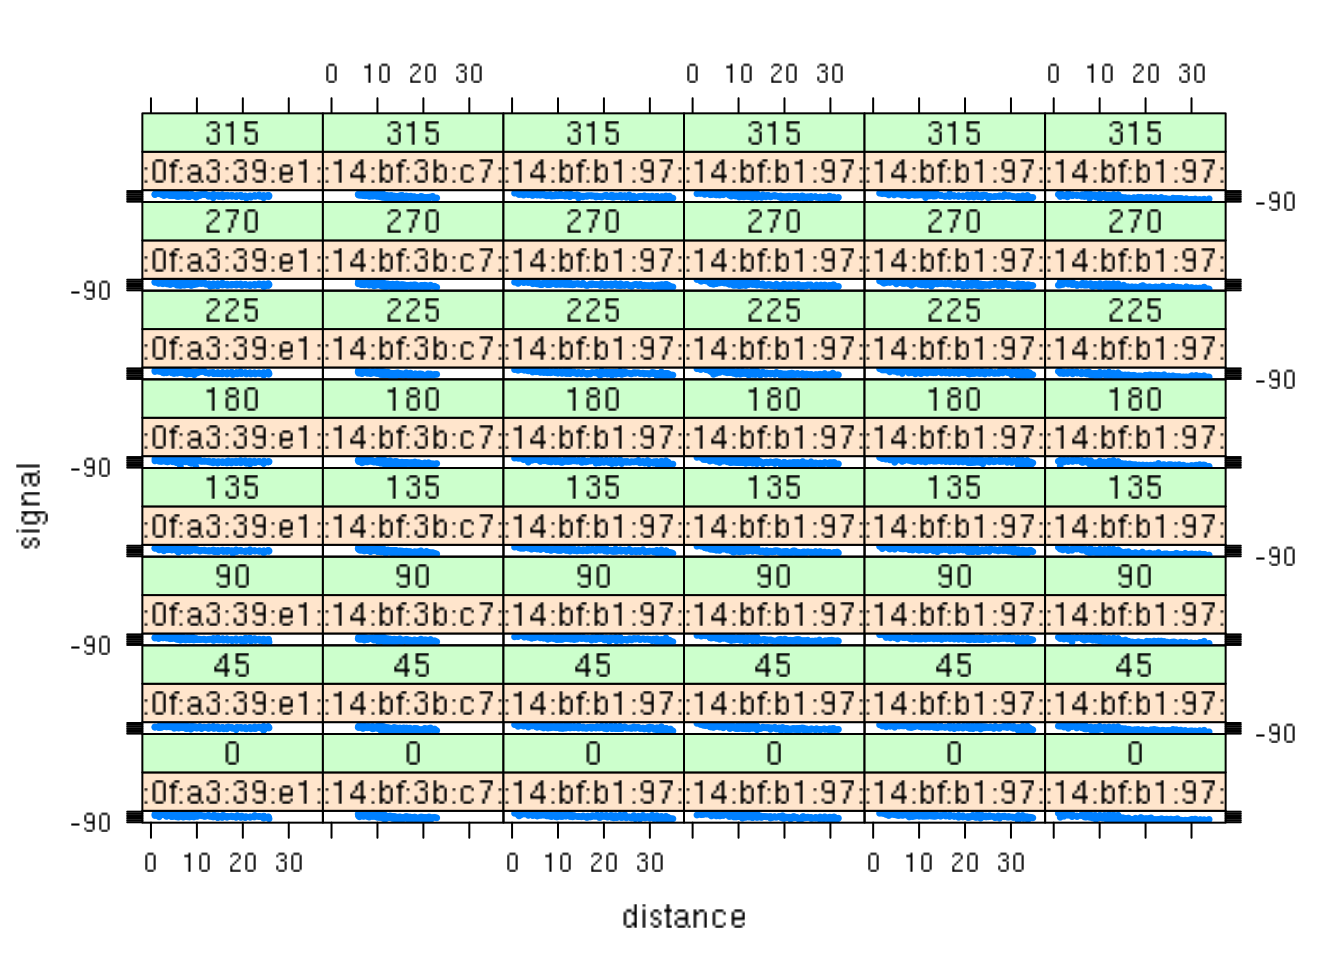 0 10 20 30 0 10 20 30 0 10 20 30
315 315 315 315 315 315
:0f:a3:39:e1: :14:bf:3b:c7: :14:bf:b1:97: :14:bf:b1:97: :14:bf:b1:97: :14:bf:b1:97:
-90
270 270 270 270 270 270
:0f:a3:39:e1: :14:bf:3b:c7: :14:bf:b1:97: :14:bf:b1:97: :14:bf:b1:97: :14:bf:b1:97:
-90
225 225 225 225 225 225
:0f:a3:39:e1: :14:bf:3b:c7: :14:bf:b1:97: :14:bf:b1:97: :14:bf:b1:97: :14:bf:b1:97:
-90
180 180 180 180 180 180
:0f:a3:39:e1: :14:bf:3b:c7: :14:bf:b1:97: :14:bf:b1:97: :14:bf:b1:97: :14:bf:b1:97:
-90
signal
135 135 135 135 135 135
:0f:a3:39:e1: :14:bf:3b:c7: :14:bf:b1:97: :14:bf:b1:97: :14:bf:b1:97: :14:bf:b1:97:
-90
90 90 90 90 90 90
:0f:a3:39:e1: :14:bf:3b:c7: :14:bf:b1:97: :14:bf:b1:97: :14:bf:b1:97: :14:bf:b1:97:
-90
45 45 45 45 45 45
:0f:a3:39:e1: :14:bf:3b:c7: :14:bf:b1:97: :14:bf:b1:97: :14:bf:b1:97: :14:bf:b1:97:
-90
0 0 0 0 0 0
:0f:a3:39:e1: :14:bf:3b:c7: :14:bf:b1:97: :14:bf:b1:97: :14:bf:b1:97: :14:bf:b1:97:
-90
0 10 20 30 0 10 20 30 0 10 20 30
distance